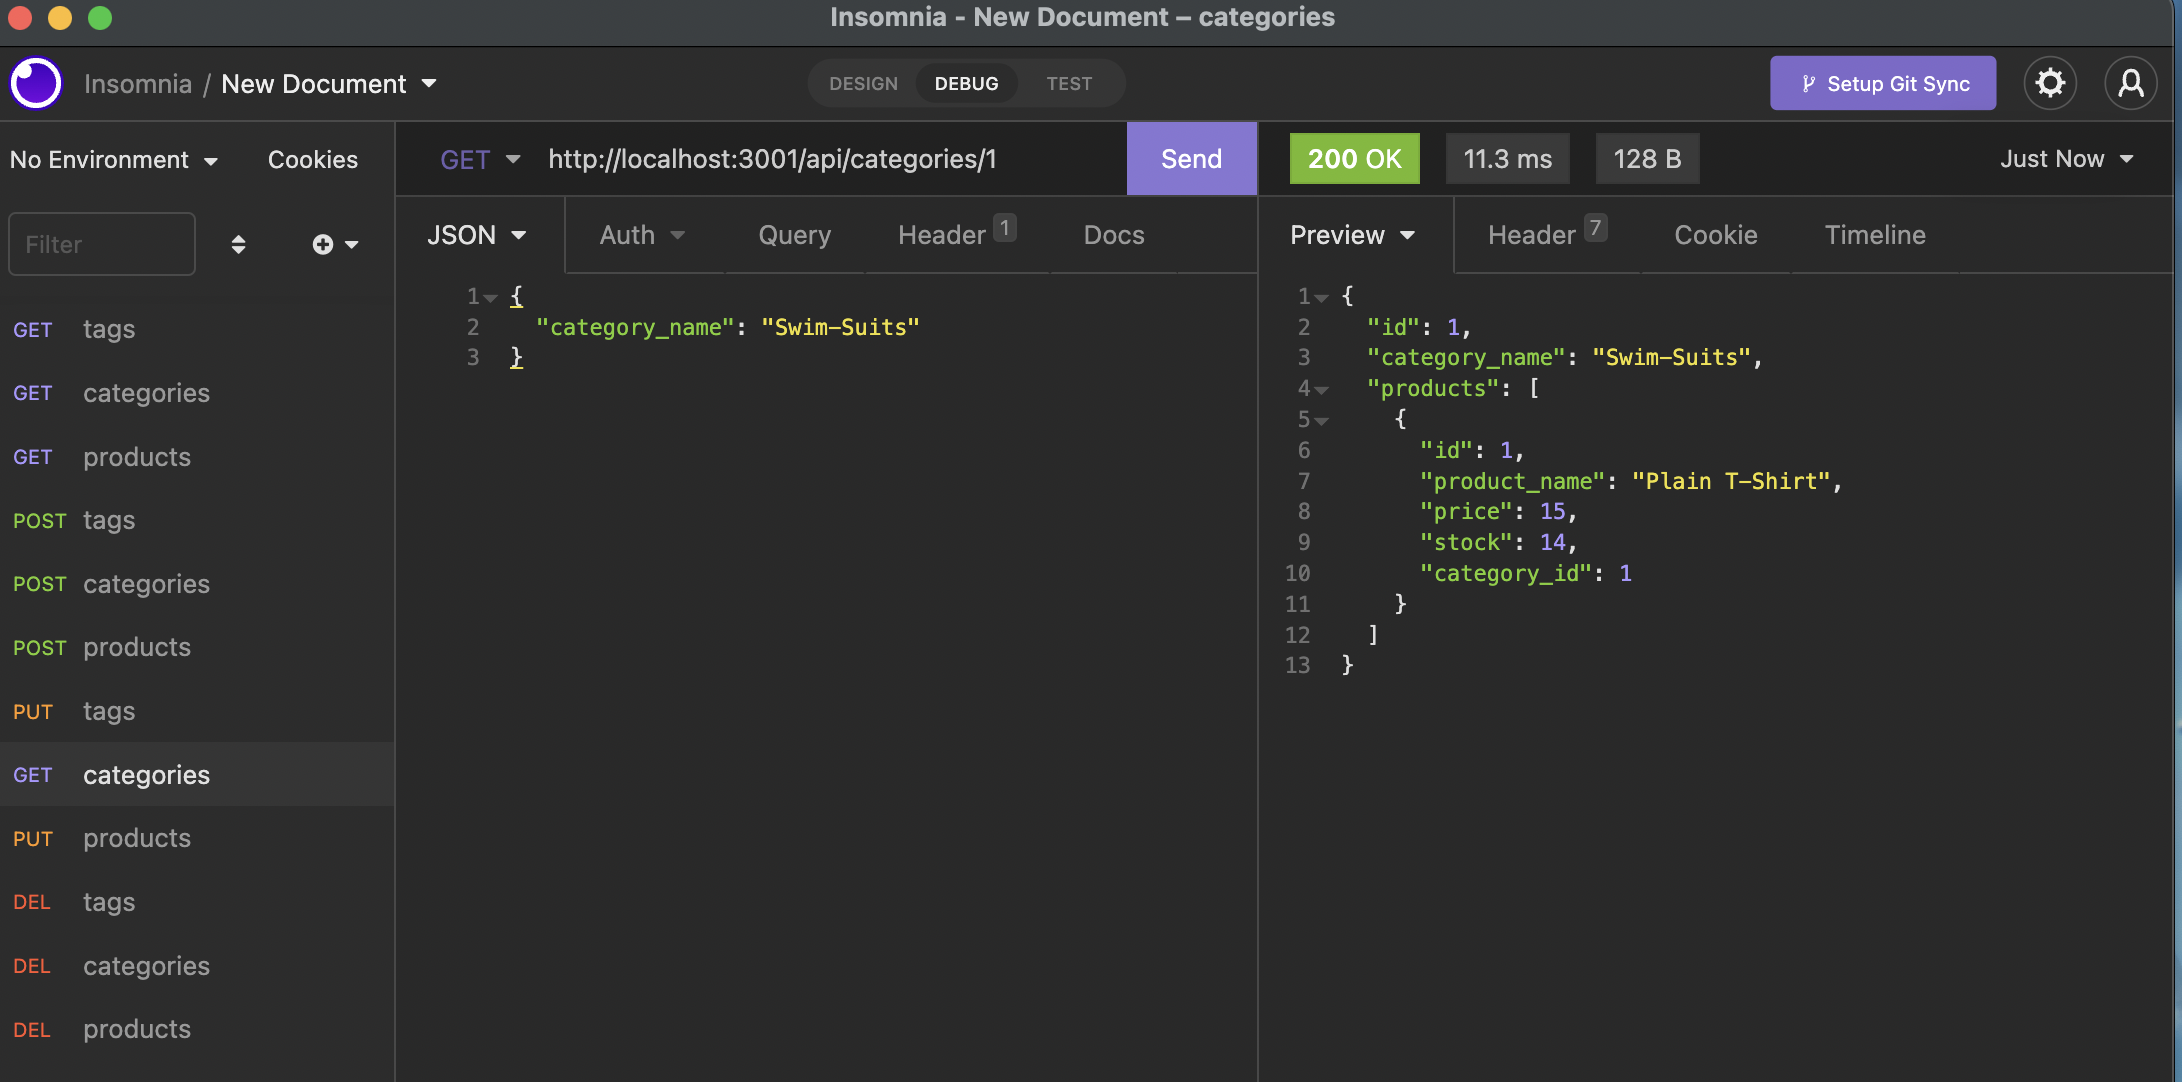 Insomnia - New Document – categories
Insomnia / New Document
DESIGN DEBUG TEST
Setup Git Sync
No Environment Cookies
GET http://localhost:3001/api/categories/1 Send
200 OK 11.3 ms 128 B Just Now
Filter
JSON Auth Query Header 1 Docs
Preview Header 7 Cookie Timeline
GET tags
GET categories
GET products
POST tags
POST categories
POST products
PUT tags
GET categories
PUT products
DEL tags
DEL categories
DEL products
1 {
2 "category_name": "Swim-Suits"
3 }
1 {
2 "id": 1,
3 "category_name": "Swim-Suits",
4 "products": [
5 {
6 "id": 1,
7 "product_name": "Plain T-Shirt",
8 "price": 15,
9 "stock": 14,
10 "category_id": 1
11 }
12 ]
13 }